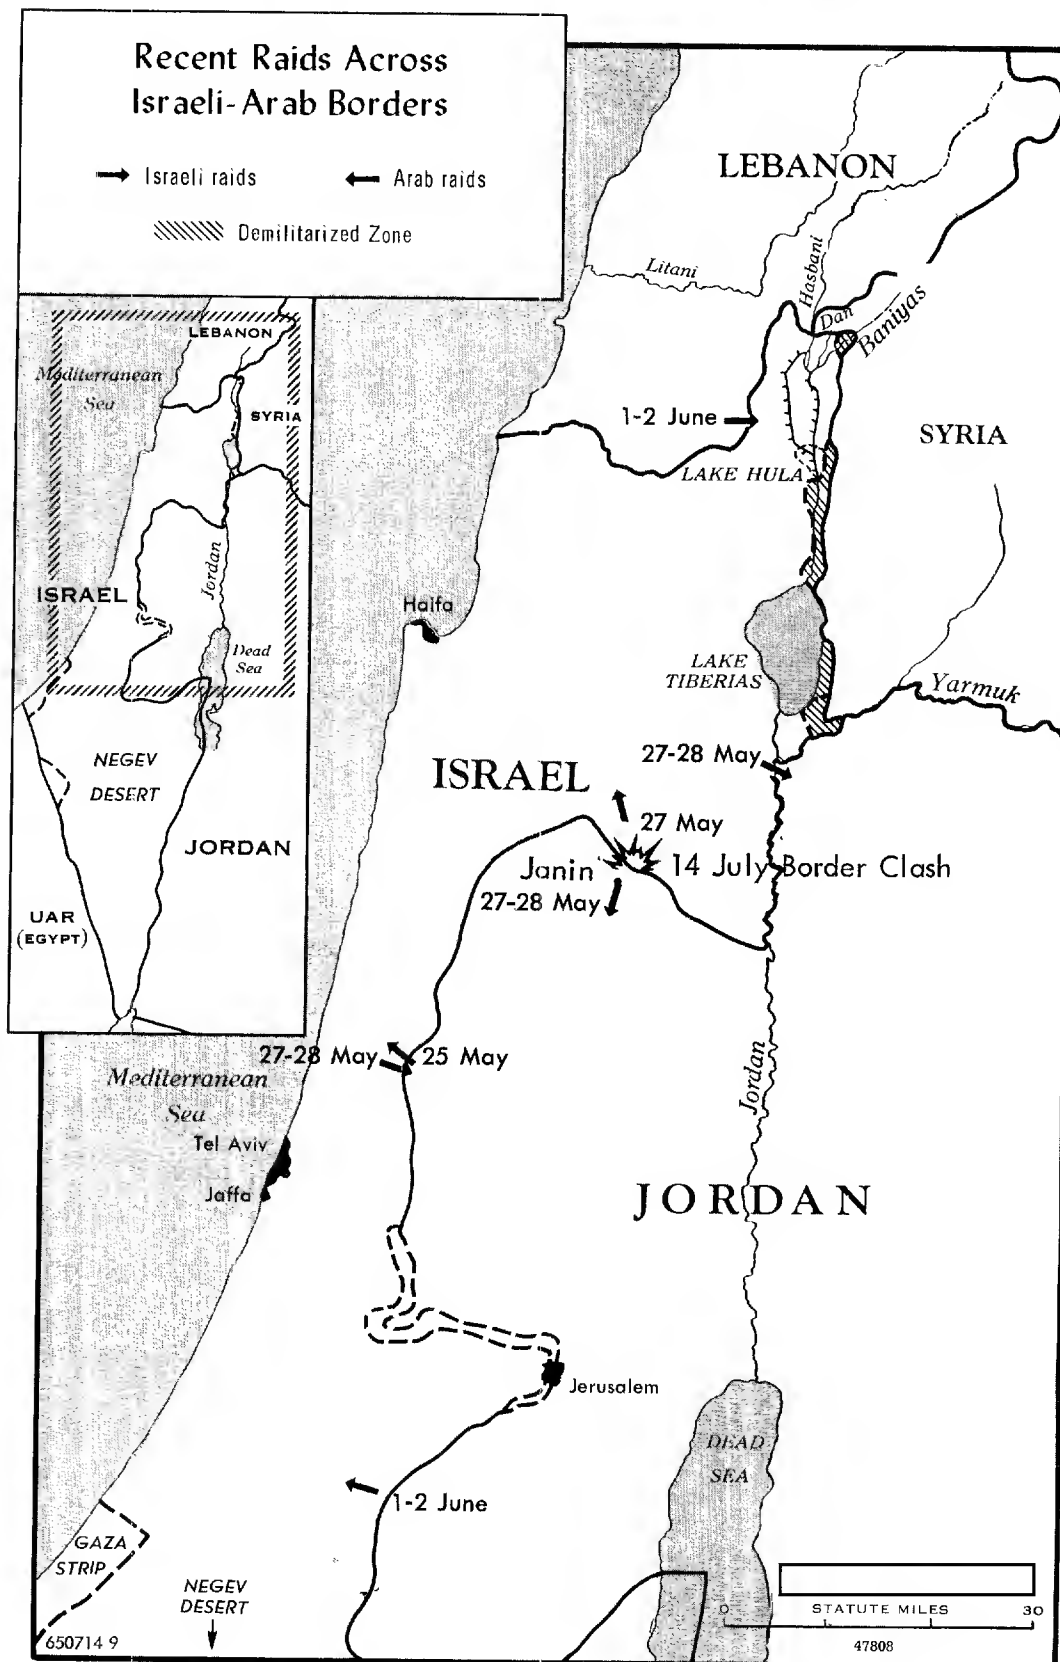 Recent Raids Across
Israeli-Arab Borders
Israeli raids
Arab raids
Demilitarized Zone
LEBANON
Mediterranean
Sea
SYRIA
Jordan
ISRAEL
Dead
Sea
NEGEV
DESERT
JORDAN
UAR
(EGYPT)
LEBANON
Litani
Hasbani
Dan
Baniyas
1-2 June
SYRIA
LAKE HULA
Haifa
LAKE
TIBERIAS
Yarmuk
27-28 May
ISRAEL
27 May
Janin
14 July Border Clash
27-28 May
27-28 May
25 May
Mediterranean
Sea
Jordan
Tel Aviv
Jaffa
JORDAN
Jerusalem
DEAD
SEA
1-2 June
GAZA
STRIP
NEGEV
DESERT
0 STATUTE MILES 30
650714 9
47808